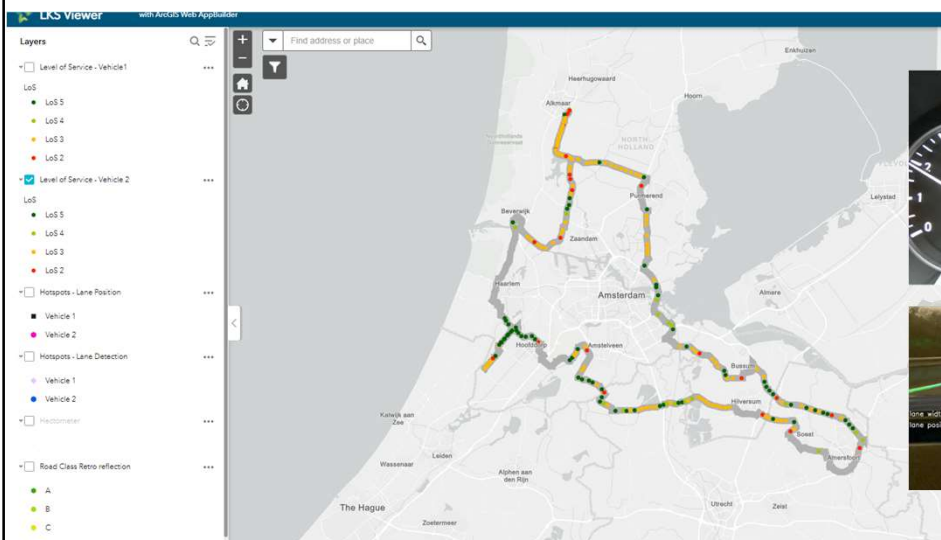 LKS Viewer with ArcGIS Web AppBuilder
Layers
Find address or place
Level of Service - Vehicle1
LoS
LoS 5
LoS 4
LoS 3
LoS 2
Level of Service - Vehicle 2
LoS
LoS 5
LoS 4
LoS 3
LoS 2
Hotspots - Lane Position
Vehicle 1
Vehicle 2
Hotspots - Lane Detection
Vehicle 1
Vehicle 2
Hectometer
Road Class Retro reflection
A
B
C
Enkhuizen
Heerhugowaard
Hoorn
Alkmaar
NORTH
HOLLAND
Purmerend
Lelystad
Beverwijk
Zaandam
Haarlem
Almere
Amsterdam
Hoofddorp
Amstelveen
Bussum
Hilversum
Katwijk aan
Zee
Soest
Leiden
Amersfoort
Wassenaar
Alphen aan
den Rijn
The Hague
Utrecht
Zeist
Zoetermeer
2
1
0
lane widt
lane posi